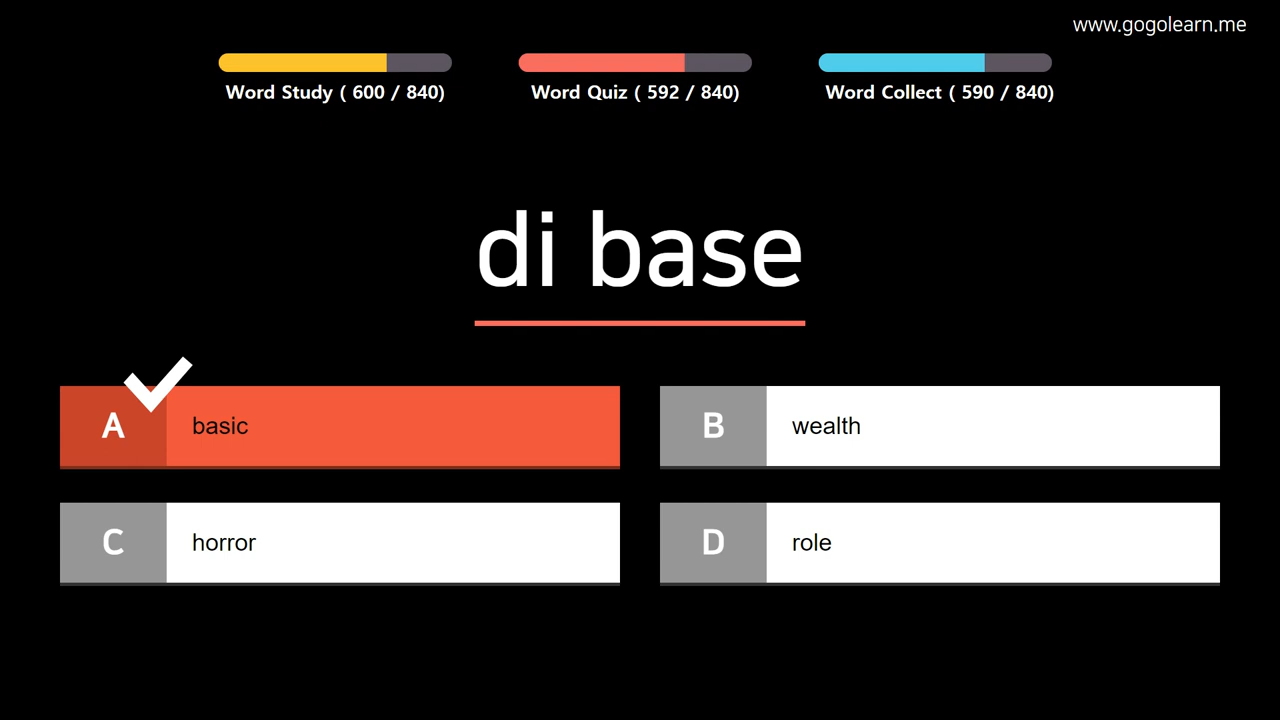 www.gogolearn.me
Word Study ( 600 / 840)
Word Quiz ( 592 / 840)
Word Collect ( 590 / 840)
di base
A basic
B wealth
C horror
D role